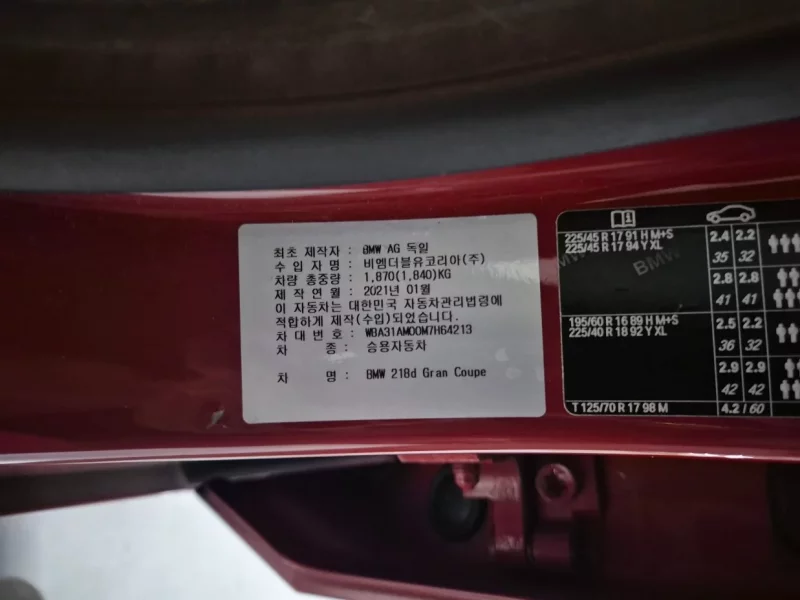 최초 제작자 : BMW AG 독일
수 입 자 명 : 비엠더블유코리아(주)
차량 총중량 : 1,870(1,840)KG
제 작 연 월 : 2021년 01월
이 자동차는 대한민국 자동차관리법령에
적합하게 제작(수입)되었습니다.
차 대 번 호 : WBA31AM00M7H64213
차 종 : 승용자동차
차 명 : BMW 218d Gran Coupe
225/45 R 17 91 H M+S
225/45 R 17 94 Y XL
2.4 2.2
35 32
2.8 2.8
41 41
195/60 R 16 89 H M+S
225/40 R 18 92 Y XL
2.5 2.2
36 32
2.9 2.9
42 42
T 125/70 R 17 98 M
4.2 / 60
BMW